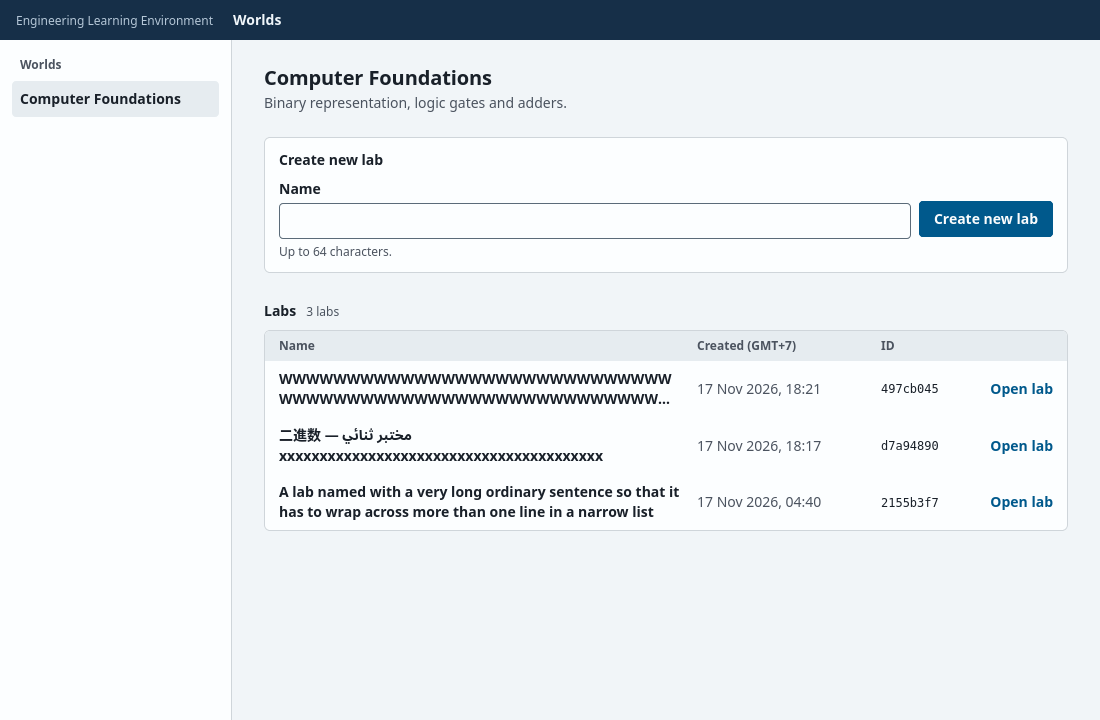 Engineering Learning Environment Worlds
Worlds
Computer Foundations
Computer Foundations
Binary representation, logic gates and adders.
Create new lab
Name
Create new lab
Up to 64 characters.
Labs 3 labs
Name Created (GMT+7) ID
WWWWWWWWWWWWWWWWWWWWWWWWWWWWW
WWWWWWWWWWWWWWWWWWWWWWWWWWWW…
17 Nov 2026, 18:21 497cb045 Open lab
二進数 — مختبر ثنائي
xxxxxxxxxxxxxxxxxxxxxxxxxxxxxxxxxxxxxxxx
17 Nov 2026, 18:17 d7a94890 Open lab
A lab named with a very long ordinary sentence so that it
has to wrap across more than one line in a narrow list
17 Nov 2026, 04:40 2155b3f7 Open lab